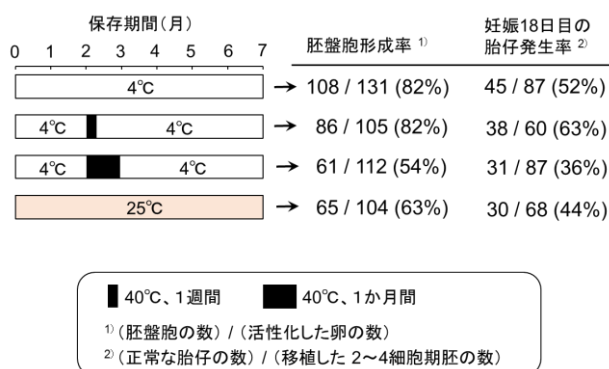 保存期間(月)
0 1 2 3 4 5 6 7
胚盤胞形成率 1)
妊娠18日目の
胎仔発生率 2)
4℃ → 108 / 131 (82%) 45 / 87 (52%)
4℃ 4℃ → 86 / 105 (82%) 38 / 60 (63%)
4℃ 4℃ → 61 / 112 (54%) 31 / 87 (36%)
25℃ → 65 / 104 (63%) 30 / 68 (44%)
40℃、1週間 40℃、1か月間
1)(胚盤胞の数) / (活性化した卵の数)
2)(正常な胎仔の数) / (移植した 2~4細胞期胚の数)